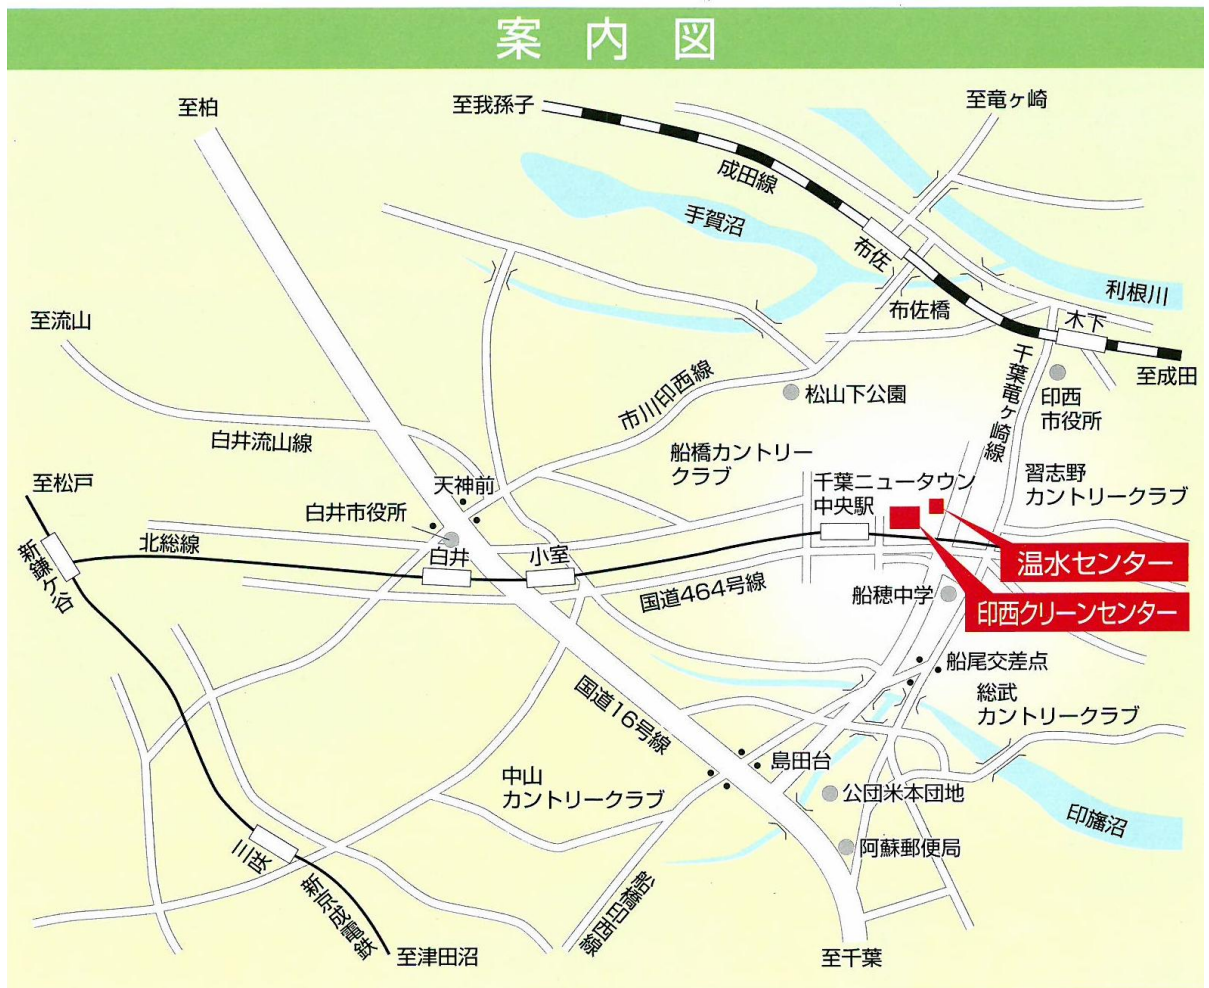 案内図
至柏
至我孫子
至竜ヶ崎
成田線
手賀沼
布佐
利根川
至流山
布佐橋
木下
至成田
千葉竜ヶ崎線
市川印西線
松山下公園
印西
市役所
白井流山線
船橋カントリー
クラブ
千葉ニュータウン
中央駅
習志野
カントリークラブ
至松戸
天神前
白井市役所
北総線
白井
小室
新鎌ケ谷
温水センター
国道464号線
船穂中学
印西クリーンセンター
船尾交差点
総武
カントリークラブ
国道16号線
島田台
中山
カントリークラブ
公団米本団地
印旛沼
三咲
阿蘇郵便局
新京成電鉄
船橋印西線
至津田沼
至千葉